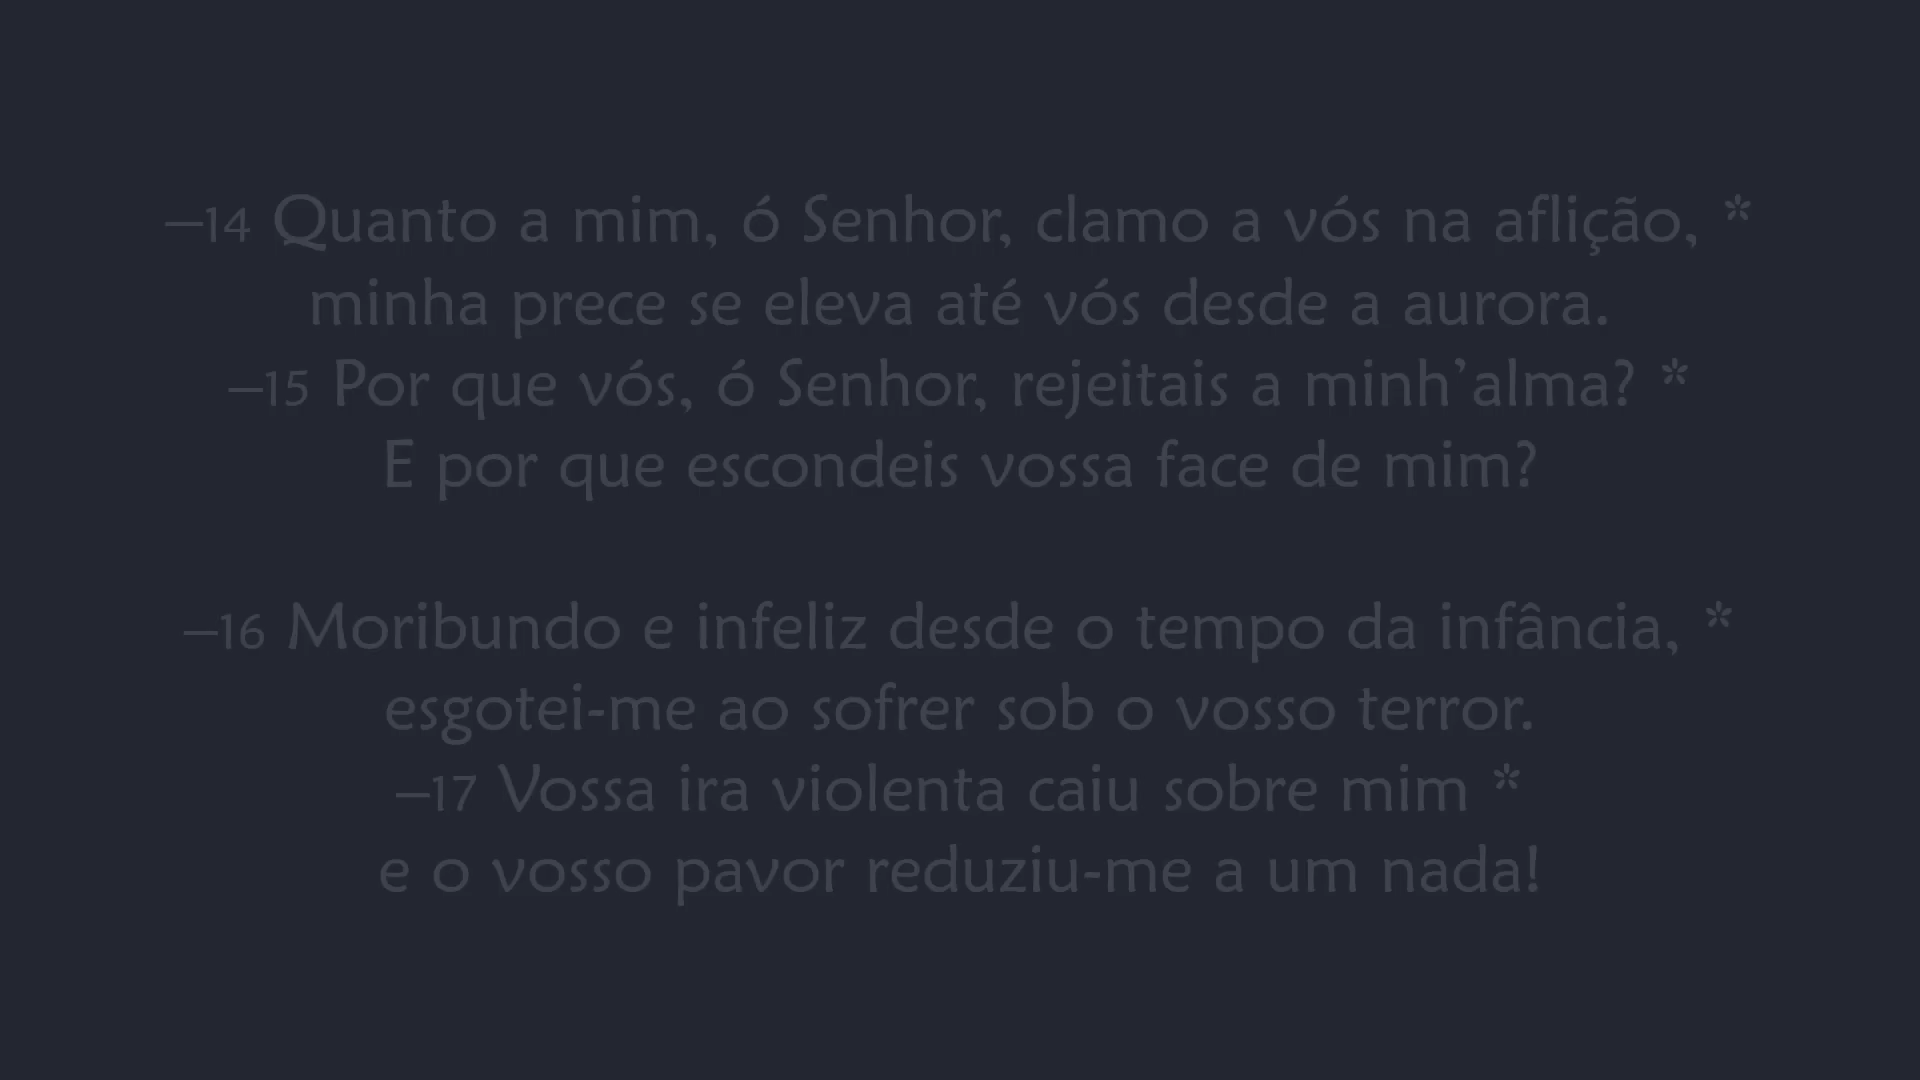 –14 Quanto a mim, ó Senhor, clamo a vós na aflição, *
minha prece se eleva até vós desde a aurora.
–15 Por que vós, ó Senhor, rejeitais a minh’alma? *
E por que escondeis vossa face de mim?
–16 Moribundo e infeliz desde o tempo da infância, *
esgotei-me ao sofrer sob o vosso terror.
–17 Vossa ira violenta caiu sobre mim *
e o vosso pavor reduziu-me a um nada!